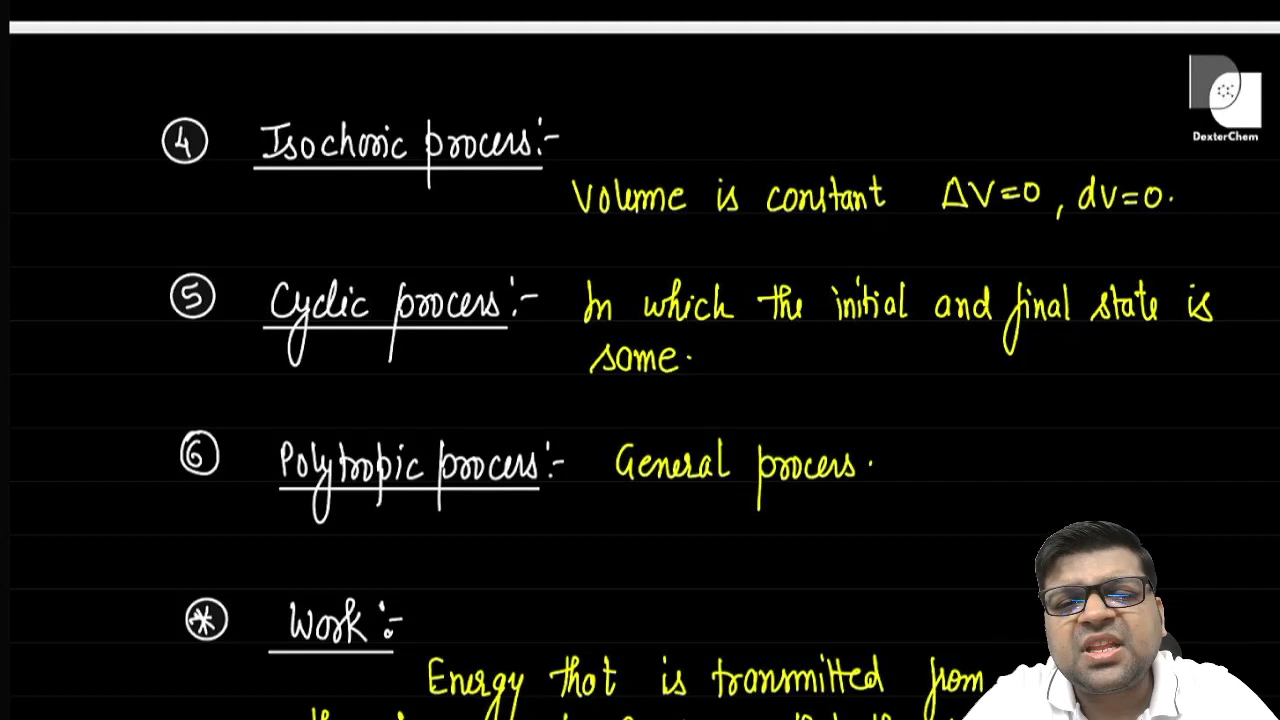 DexterChem
④ Isochoric process:-
Volume is constant ΔV=0, dV=0.
⑤ Cyclic process:- In which the initial and final state is
same.
⑥ Polytropic process:- General process.
* Work:-
Energy that is transmitted from